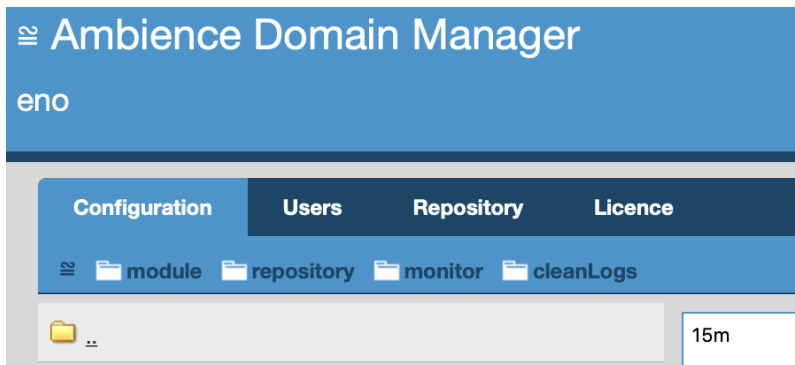 ≌ Ambience Domain Manager
eno
Configuration Users Repository Licence
≌ module repository monitor cleanLogs
..
15m